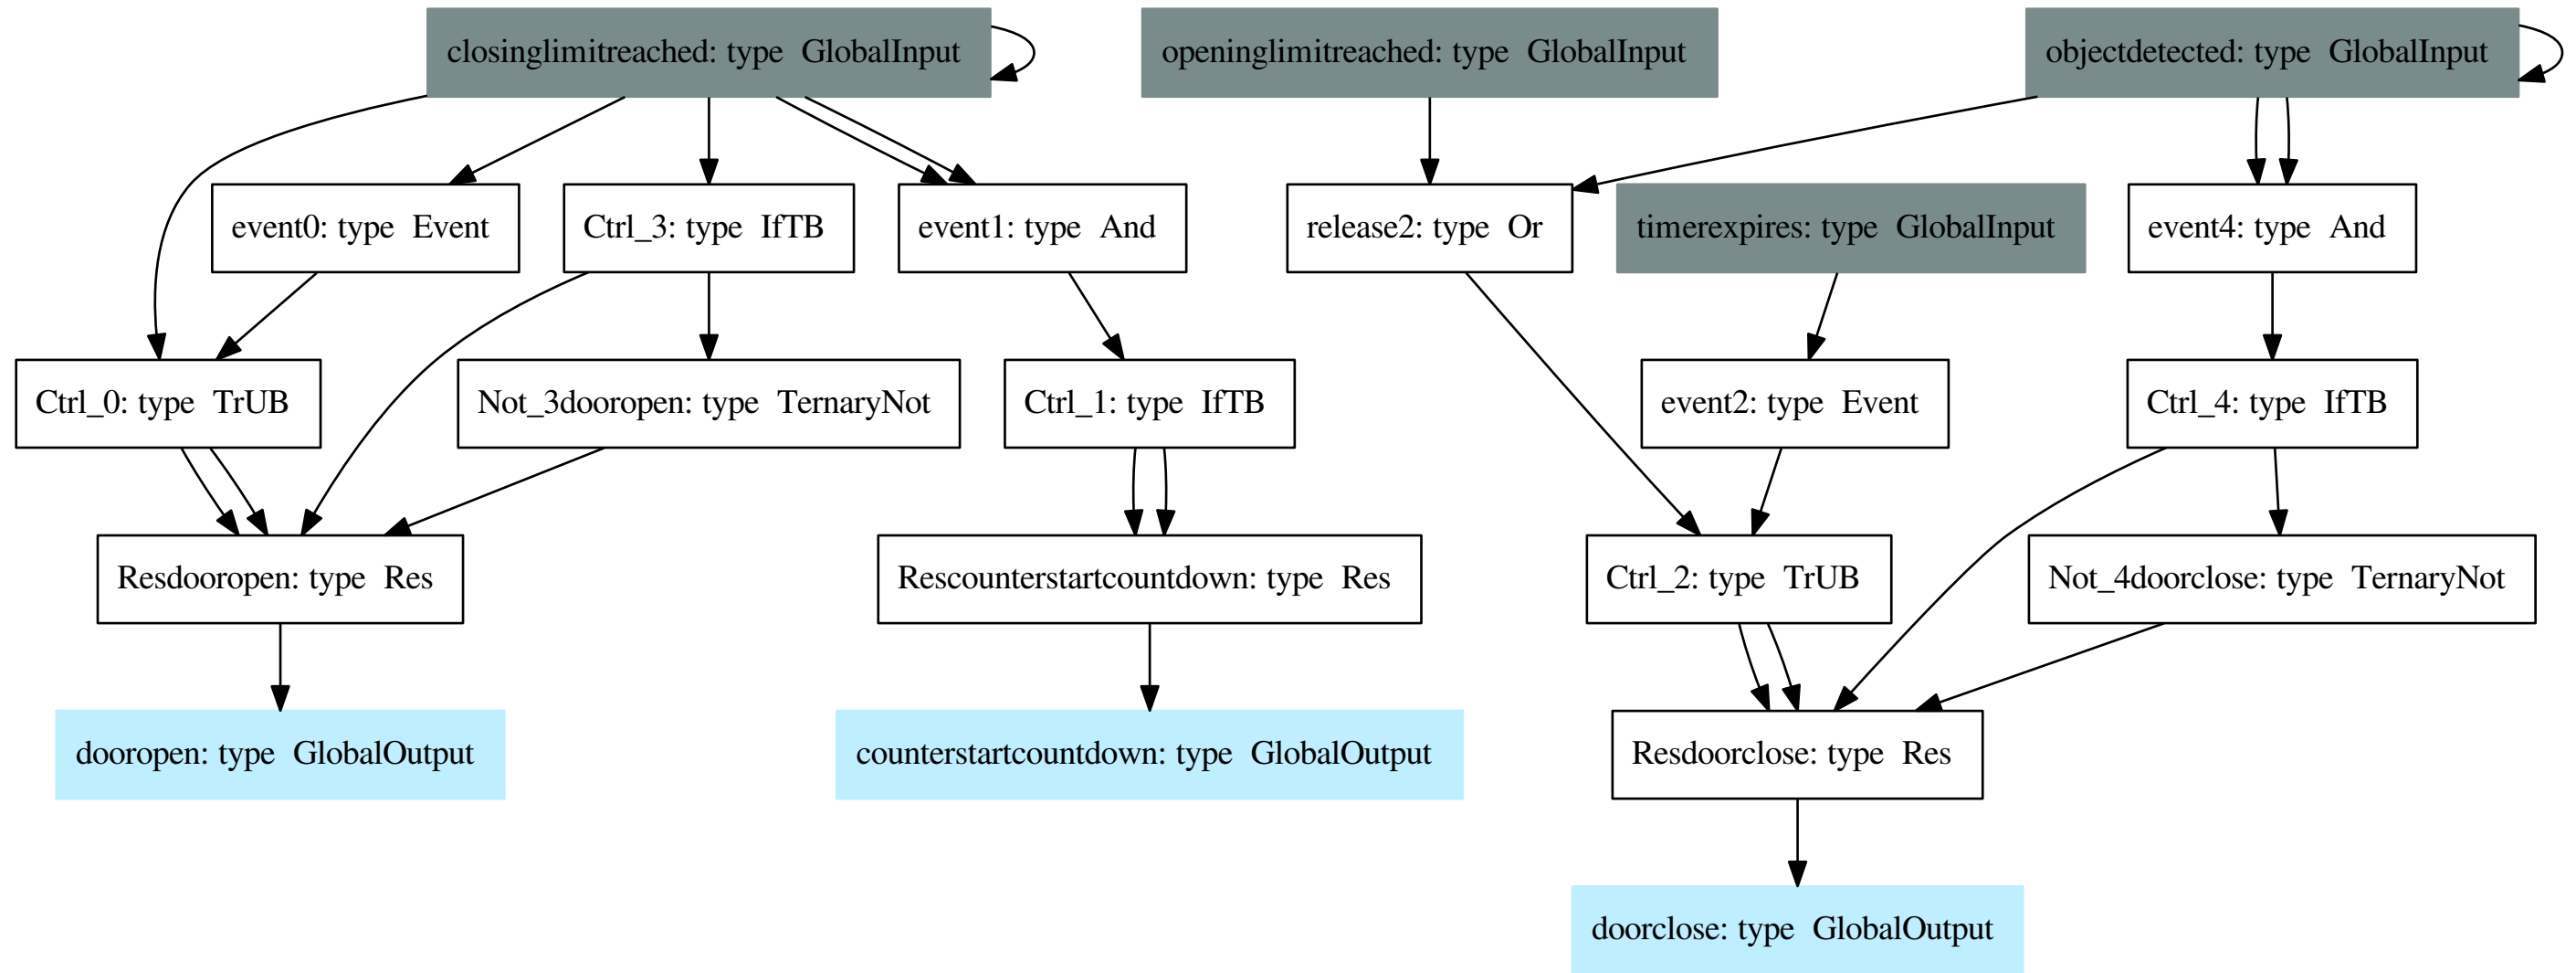 closinglimitreached: type GlobalInput
openinglimitreached: type GlobalInput
objectdetected: type GlobalInput
event0: type Event
Ctrl_3: type IfTB
event1: type And
release2: type Or
timerexpires: type GlobalInput
event4: type And
Ctrl_0: type TrUB
Not_3dooropen: type TernaryNot
Ctrl_1: type IfTB
event2: type Event
Ctrl_4: type IfTB
Resdooropen: type Res
Rescounterstartcountdown: type Res
Ctrl_2: type TrUB
Not_4doorclose: type TernaryNot
dooropen: type GlobalOutput
counterstartcountdown: type GlobalOutput
Resdoorclose: type Res
doorclose: type GlobalOutput